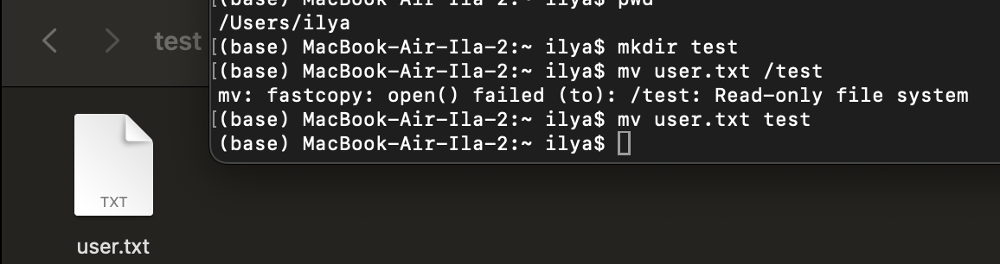 (base) MacBook-Air-Ila-2:~ ilya$ pwd
/Users/ilya
[(base) MacBook-Air-Ila-2:~ ilya$ mkdir test
[(base) MacBook-Air-Ila-2:~ ilya$ mv user.txt /test
mv: fastcopy: open() failed (to): /test: Read-only file system
[(base) MacBook-Air-Ila-2:~ ilya$ mv user.txt test
(base) MacBook-Air-Ila-2:~ ilya$
test
TXT
user.txt